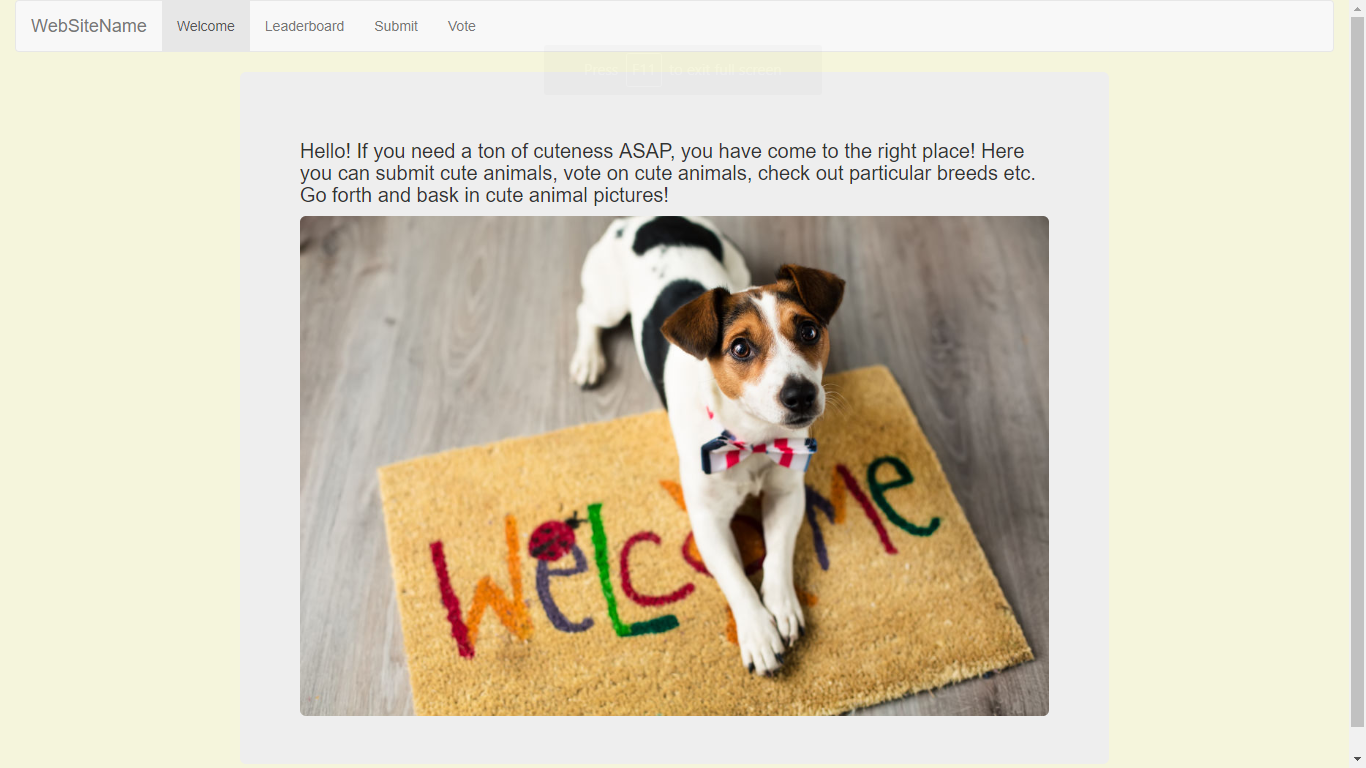 WebSiteName Welcome Leaderboard Submit Vote
Press F11 to exit full screen
Hello! If you need a ton of cuteness ASAP, you have come to the right place! Here
you can submit cute animals, vote on cute animals, check out particular breeds etc.
Go forth and bask in cute animal pictures!
WeLcome